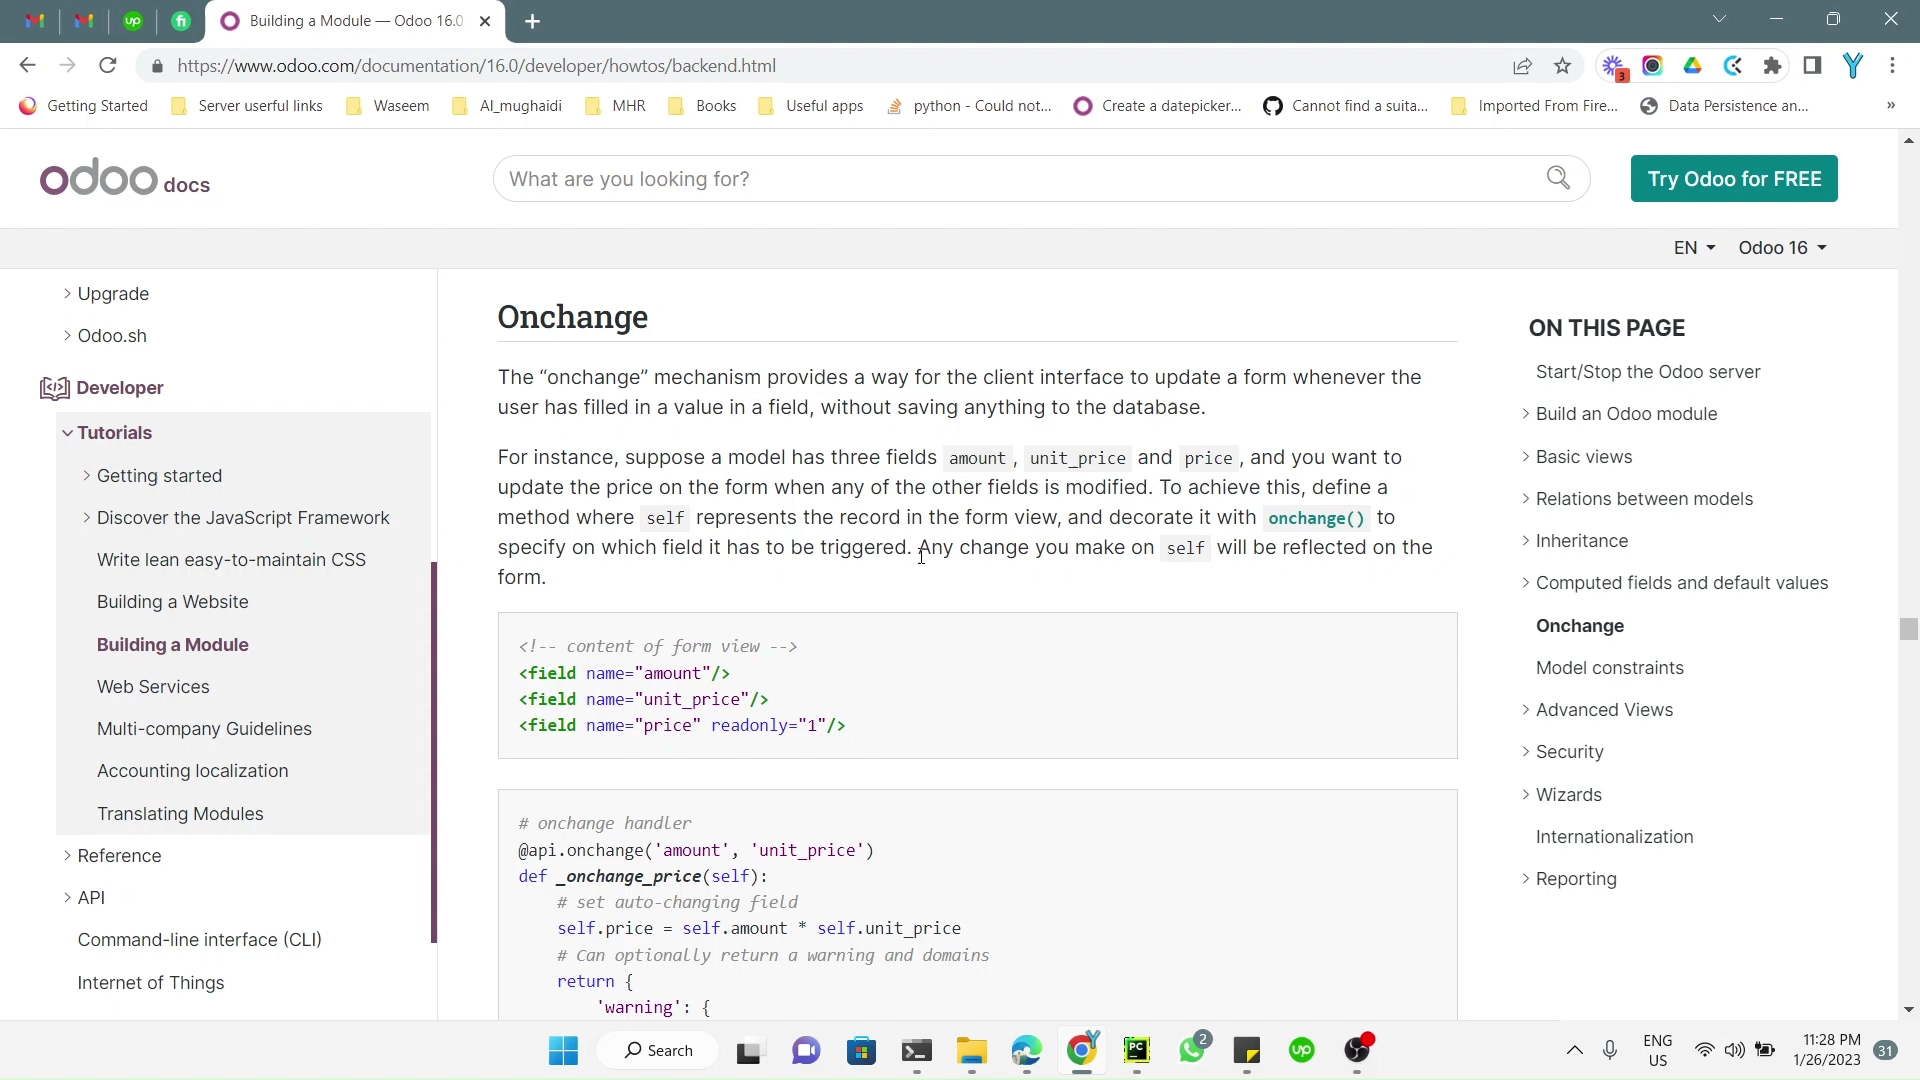 up
fi
Building a Module — Odoo 16.0
https://www.odoo.com/documentation/16.0/developer/howtos/backend.html
3
Getting Started
Server useful links
Waseem
Al_mughaidi
MHR
Books
Useful apps
python - Could not...
Create a datepicker...
Cannot find a suita...
Imported From Fire...
Data Persistence an...
»
odoo docs
What are you looking for?
Try Odoo for FREE
EN
Odoo 16
Upgrade
Odoo.sh
Developer
Tutorials
Getting started
Discover the JavaScript Framework
Write lean easy-to-maintain CSS
Building a Website
Building a Module
Web Services
Multi-company Guidelines
Accounting localization
Translating Modules
Reference
API
Command-line interface (CLI)
Internet of Things
Onchange
The “onchange” mechanism provides a way for the client interface to update a form whenever the
user has filled in a value in a field, without saving anything to the database.
For instance, suppose a model has three fields amount , unit_price and price , and you want to
update the price on the form when any of the other fields is modified. To achieve this, define a
method where self represents the record in the form view, and decorate it with onchange() to
specify on which field it has to be triggered. Any change you make on self will be reflected on the
form.
<!-- content of form view -->
<field name="amount"/>
<field name="unit_price"/>
<field name="price" readonly="1"/>
# onchange handler
@api.onchange('amount', 'unit_price')
def _onchange_price(self):
    # set auto-changing field
    self.price = self.amount * self.unit_price
    # Can optionally return a warning and domains
    return {
        'warning': {
ON THIS PAGE
Start/Stop the Odoo server
Build an Odoo module
Basic views
Relations between models
Inheritance
Computed fields and default values
Onchange
Model constraints
Advanced Views
Security
Wizards
Internationalization
Reporting
Search
PC
2
up
ENG
US
11:28 PM
1/26/2023
31